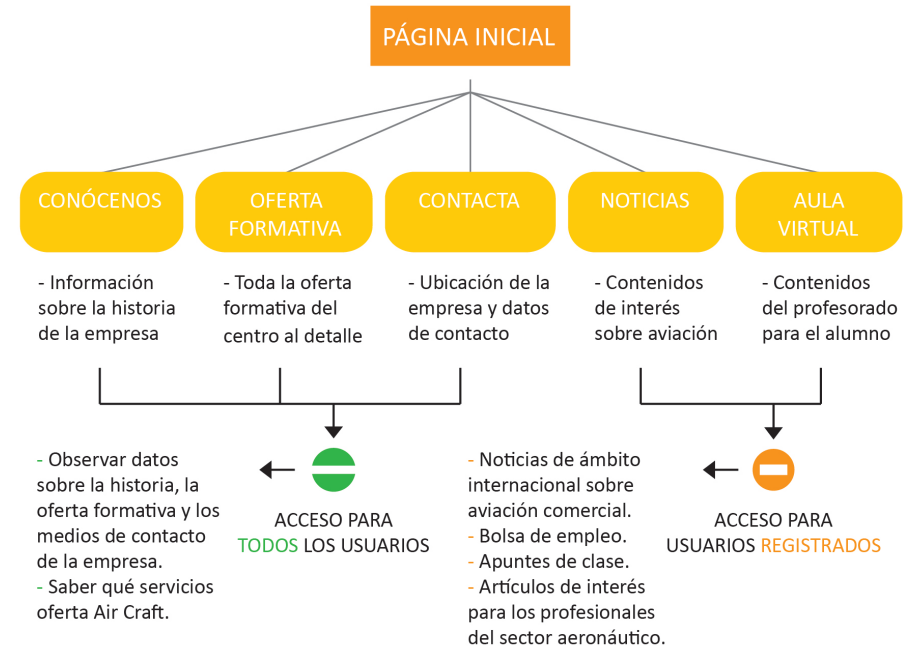 PÁGINA INICIAL
CONÓCENOS
OFERTA
FORMATIVA
CONTACTA
NOTICIAS
AULA
VIRTUAL
- Información
sobre la historia
de la empresa
- Toda la oferta
formativa del
centro al detalle
- Ubicación de la
empresa y datos
de contacto
- Contenidos
de interés
sobre aviación
- Contenidos
del profesorado
para el alumno
- Observar datos
sobre la historia, la
oferta formativa y los
medios de contacto
de la empresa.
- Saber qué servicios
oferta Air Craft.
ACCESO PARA
TODOS LOS USUARIOS
- Noticias de ámbito
internacional sobre
aviación comercial.
- Bolsa de empleo.
- Apuntes de clase.
- Artículos de interés
para los profesionales
del sector aeronáutico.
ACCESO PARA
USUARIOS REGISTRADOS